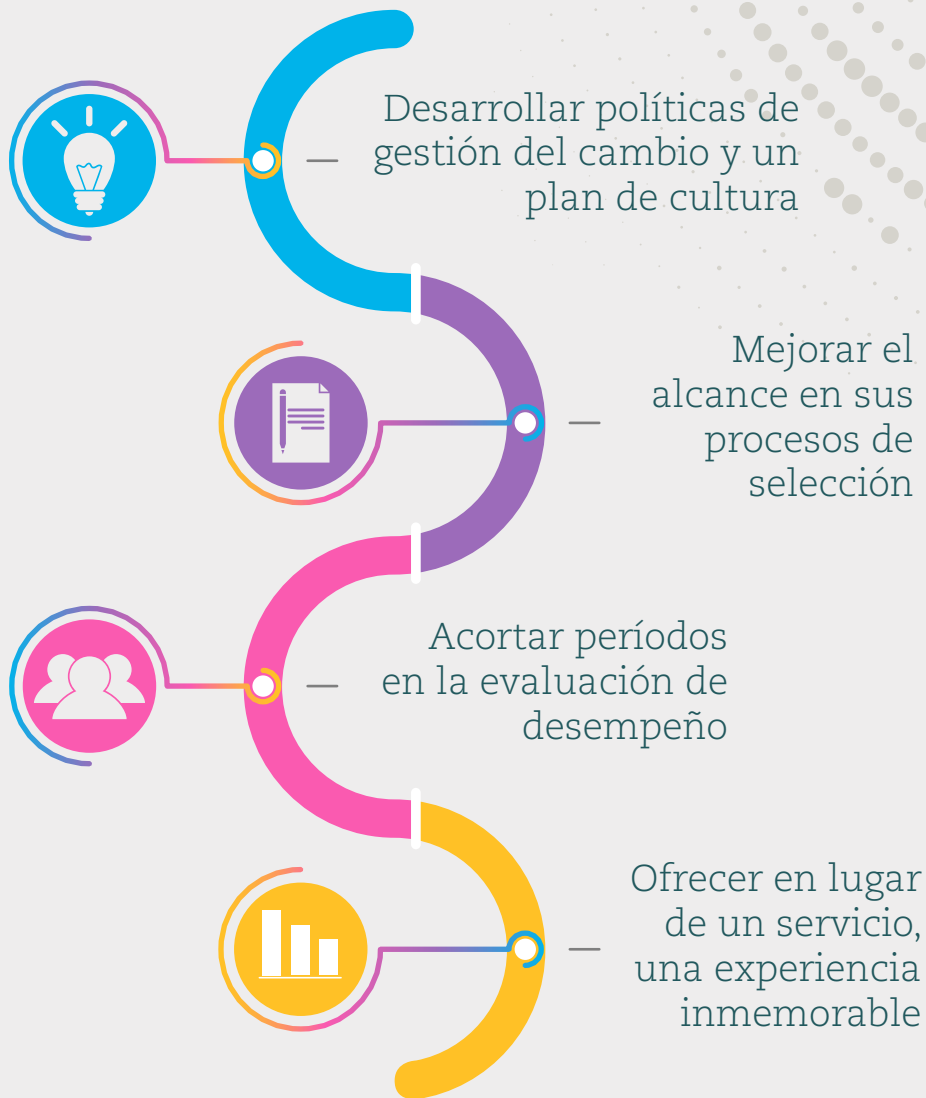 Desarrollar políticas de
gestión del cambio y un
plan de cultura
Mejorar el
alcance en sus
procesos de
selección
Acortar períodos
en la evaluación de
desempeño
Ofrecer en lugar
de un servicio,
una experiencia
inmemorable